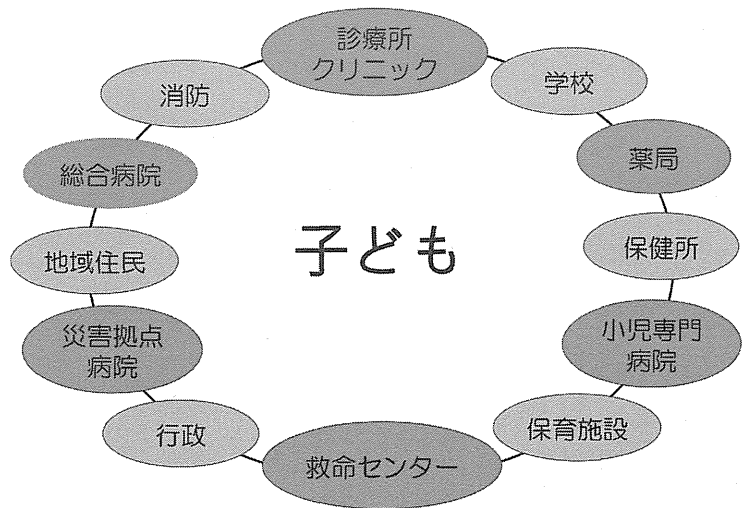 診療所
クリニック
学校
薬局
保健所
小児専門
病院
保育施設
救命センター
行政
災害拠点
病院
地域住民
総合病院
消防
子ども